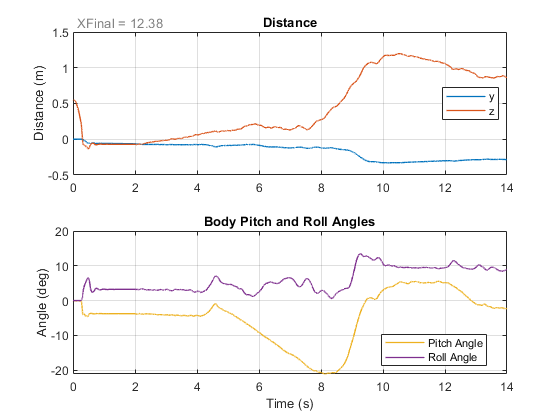 XFinal = 12.38
Distance
Distance (m)
1.5
1
0.5
0
-0.5
y
z
0 2 4 6 8 10 12 14
Body Pitch and Roll Angles
Angle (deg)
20
10
0
-10
-20
Pitch Angle
Roll Angle
0 2 4 6 8 10 12 14
Time (s)